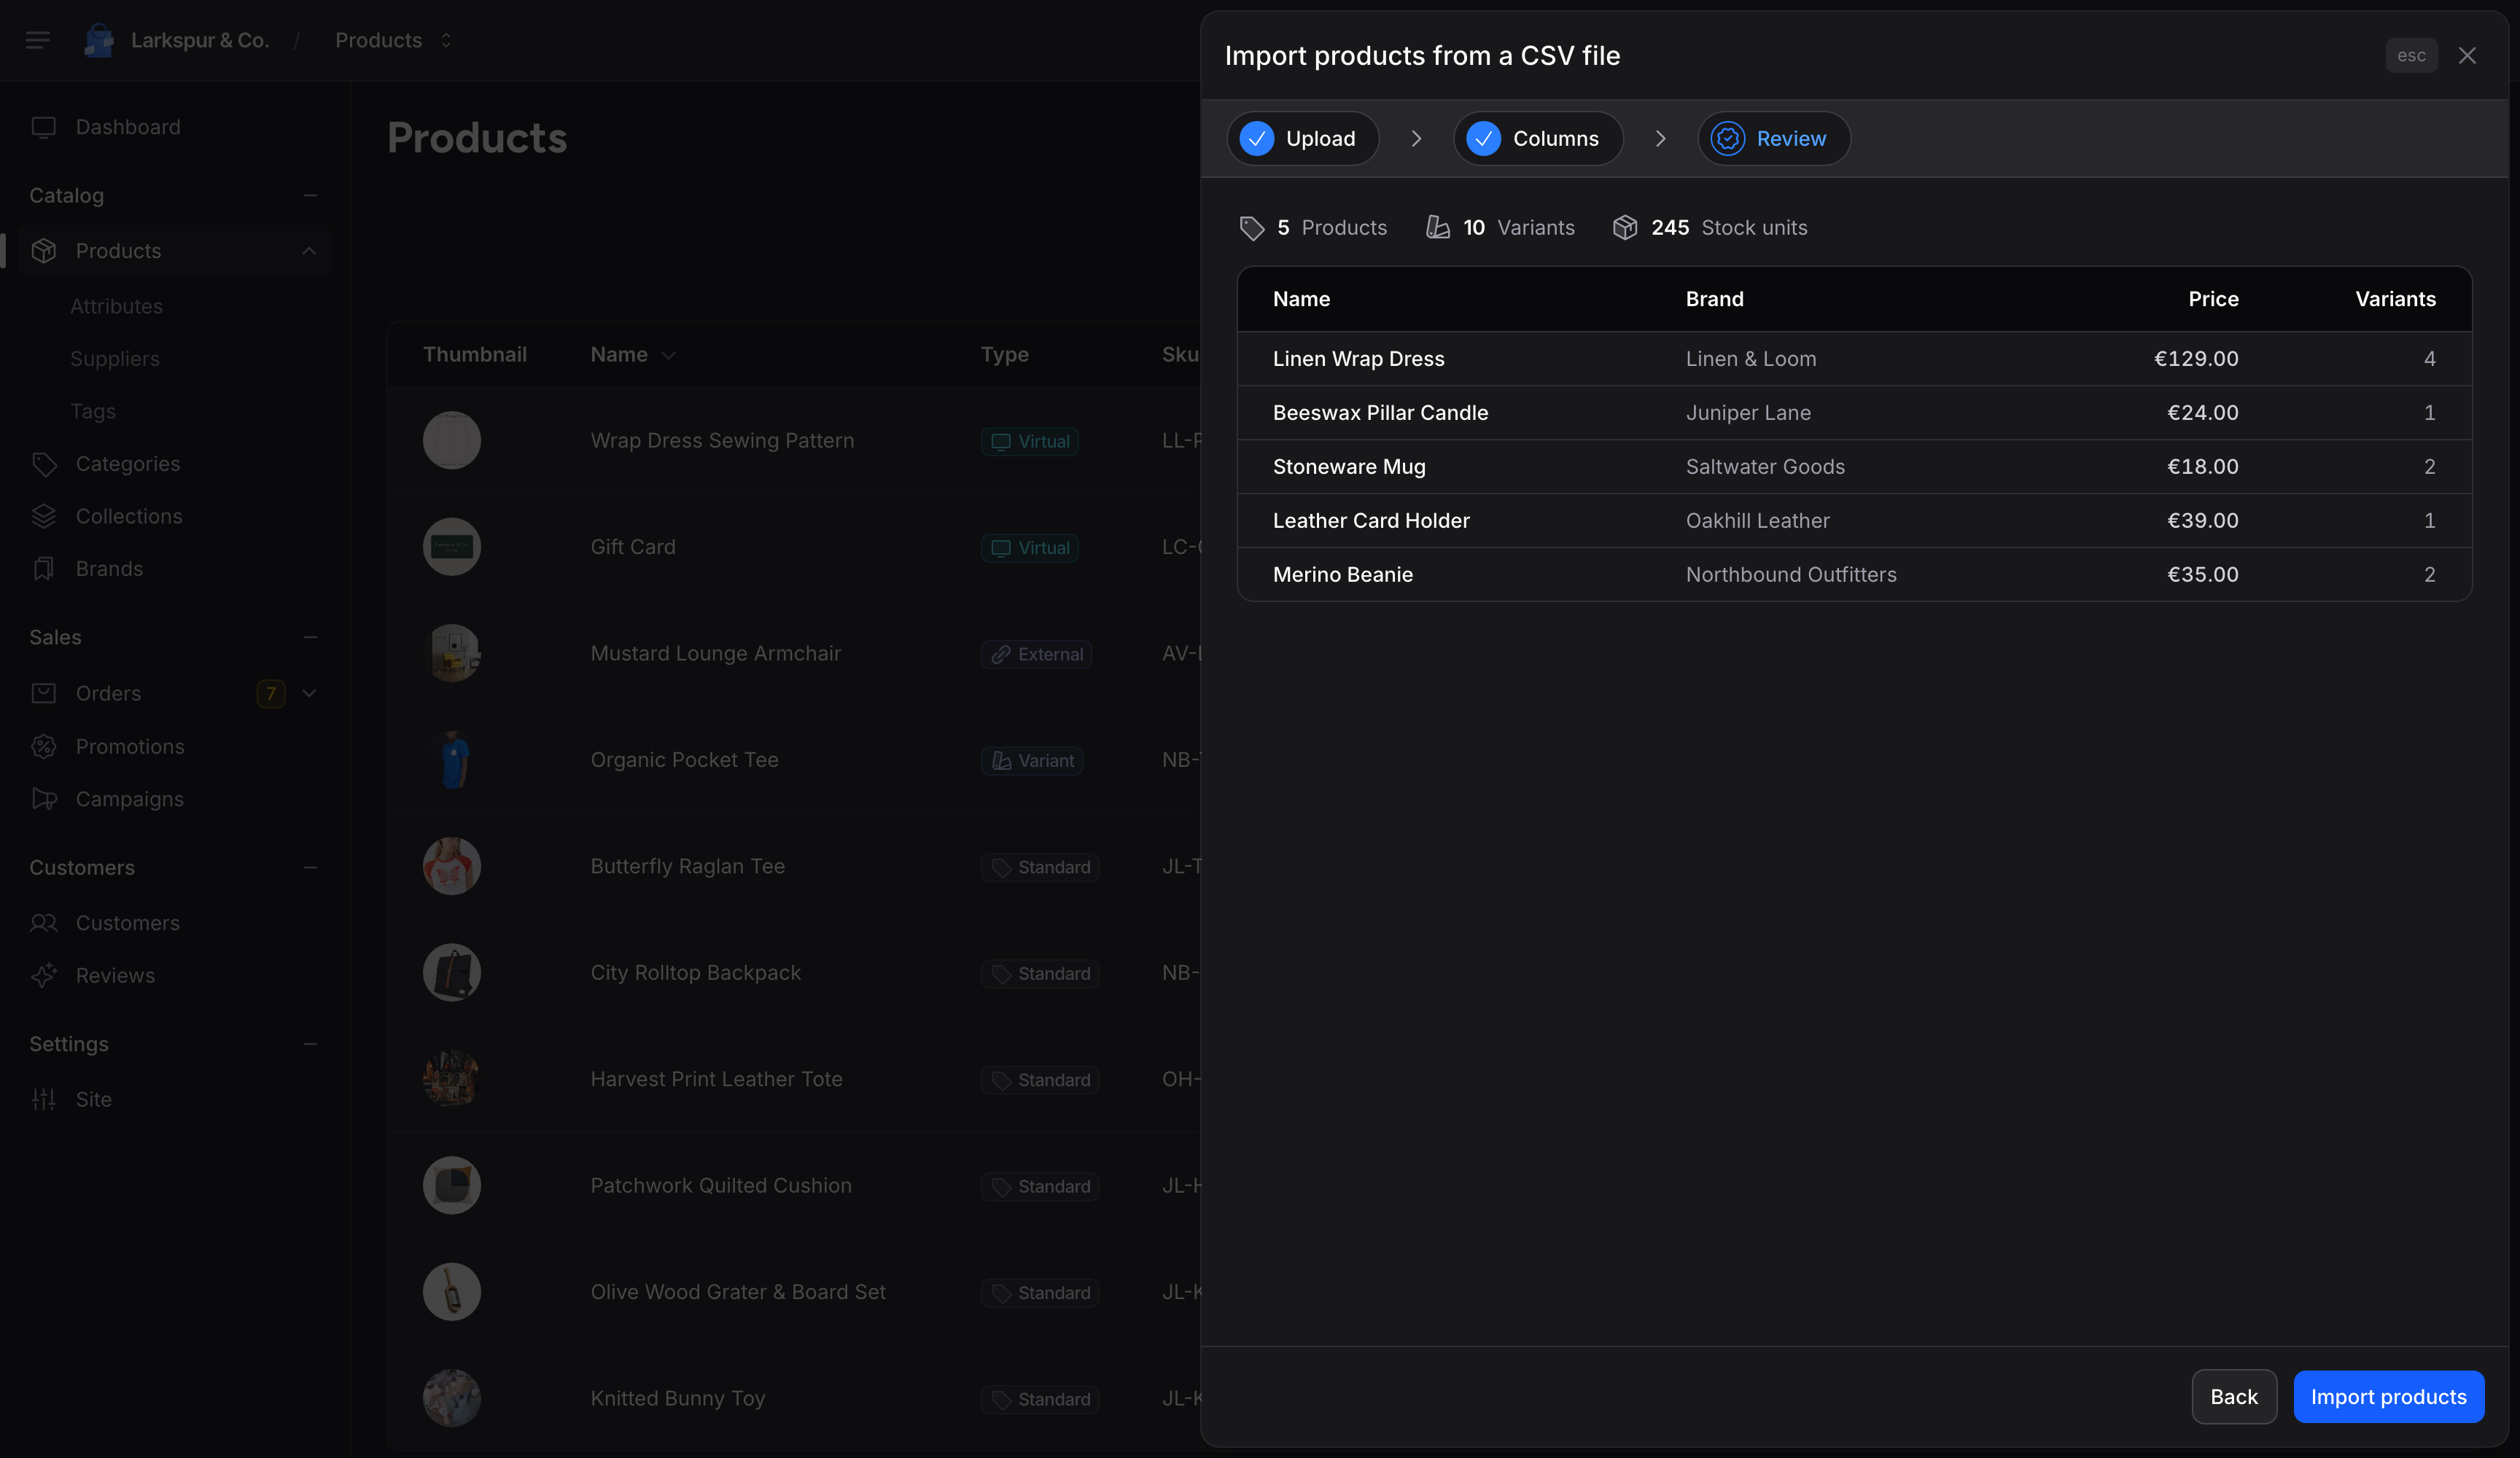 Larkspur & Co. / Products
Dashboard
Catalog
Products
Attributes
Suppliers
Tags
Categories
Collections
Brands
Sales
Orders 7
Promotions
Campaigns
Customers
Customers
Reviews
Settings
Site
Products
Thumbnail Name Type Sku
Wrap Dress Sewing Pattern Virtual
Gift Card Virtual
Mustard Lounge Armchair External
Organic Pocket Tee Variant
Butterfly Raglan Tee Standard
City Rolltop Backpack Standard
Harvest Print Leather Tote Standard
Patchwork Quilted Cushion Standard
Olive Wood Grater & Board Set Standard
Knitted Bunny Toy Standard
Import products from a CSV file esc
Upload Columns Review
5 Products 10 Variants 245 Stock units
Name Brand Price Variants
Linen Wrap Dress Linen & Loom €129.00 4
Beeswax Pillar Candle Juniper Lane €24.00 1
Stoneware Mug Saltwater Goods €18.00 2
Leather Card Holder Oakhill Leather €39.00 1
Merino Beanie Northbound Outfitters €35.00 2
Back Import products